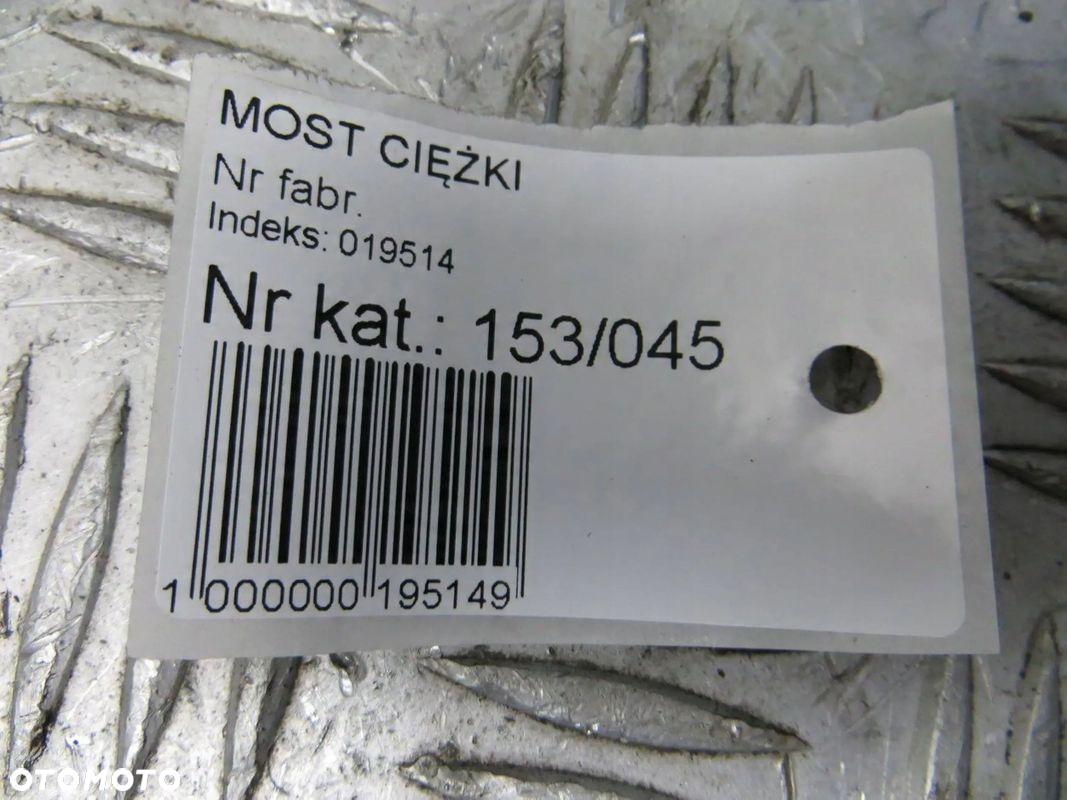 MOST CIĘŻKI
Nr fabr.
Indeks: 019514
Nr kat.: 153/045
1 000000 195149
OTOMOTO